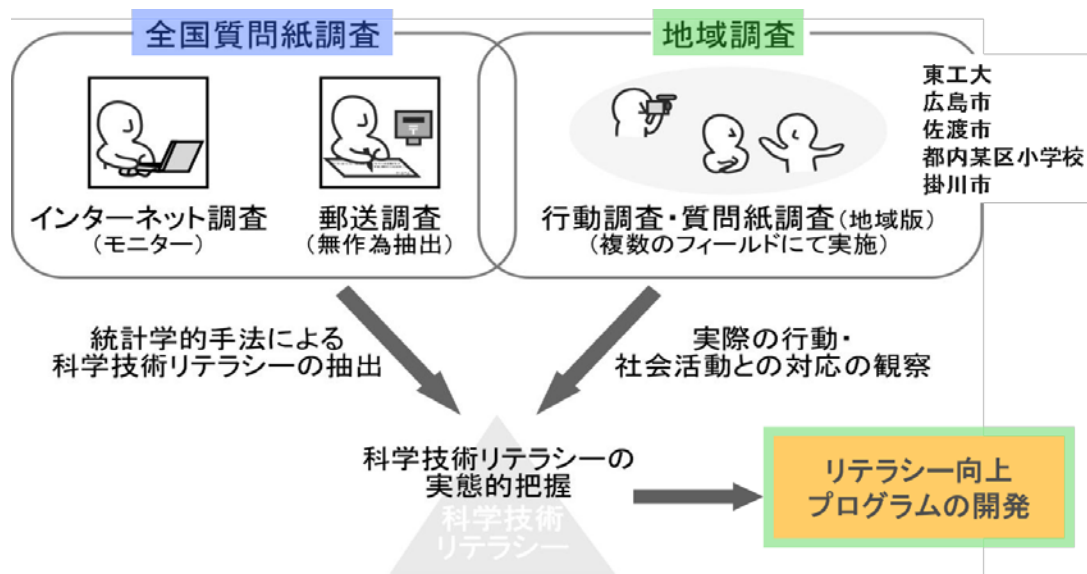 全国質問紙調査
地域調査
東工大
広島市
佐渡市
都内某区小学校
掛川市
〒
インターネット調査
(モニター)
郵送調査
(無作為抽出)
行動調査・質問紙調査(地域版)
(複数のフィールドにて実施)
統計学的手法による
科学技術リテラシーの抽出
実際の行動・
社会活動との対応の観察
科学技術リテラシーの
実態的把握
科学技術
リテラシー
リテラシー向上
プログラムの開発